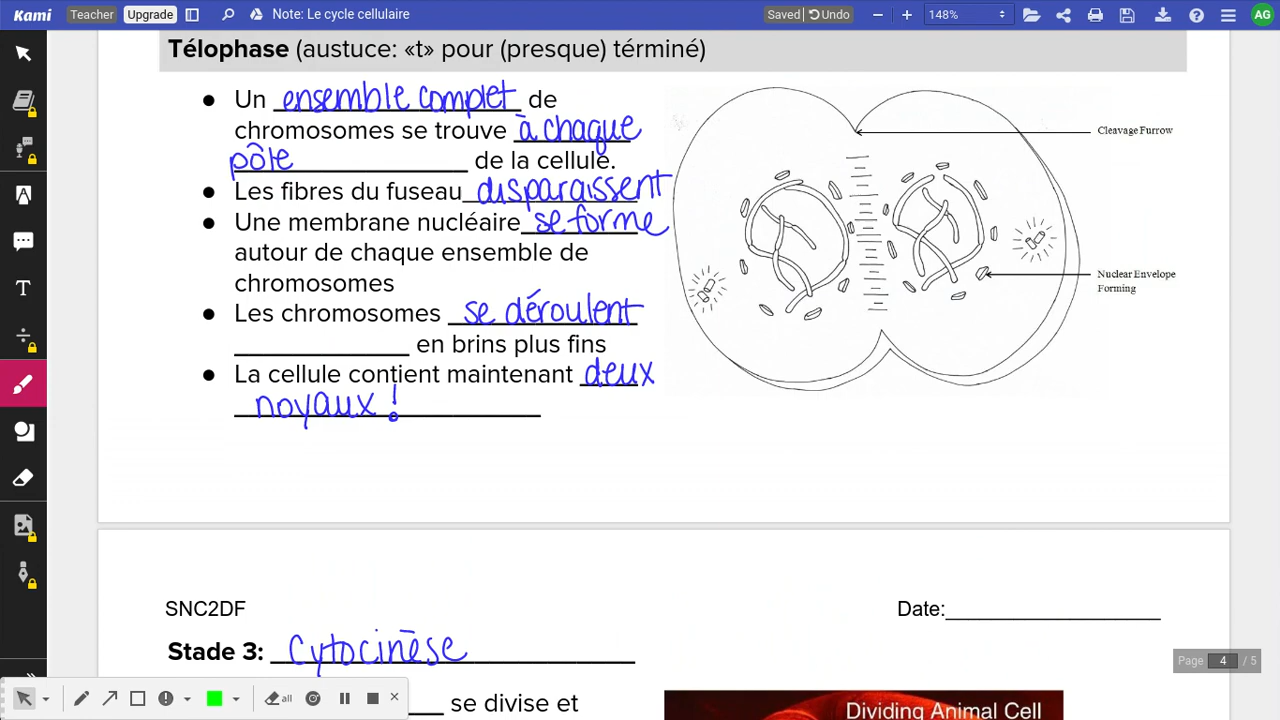 Kami Teacher Upgrade Note: Le cycle cellulaire Saved Undo 148% AG
Télophase (austuce: «t» pour (presque) términé)
Un ensemble complet de
chromosomes se trouve à chaque
pôle de la cellule.
Les fibres du fuseau disparaissent
Une membrane nucléaire se forme
autour de chaque ensemble de
chromosomes
Les chromosomes se déroulent
en brins plus fins
La cellule contient maintenant deux
noyaux !
Cleavage Furrow
Nuclear Envelope
Forming
SNC2DF Date:
Stade 3: Cytocinèse
Page 4 / 5
all
se divise et
Dividing Animal Cell